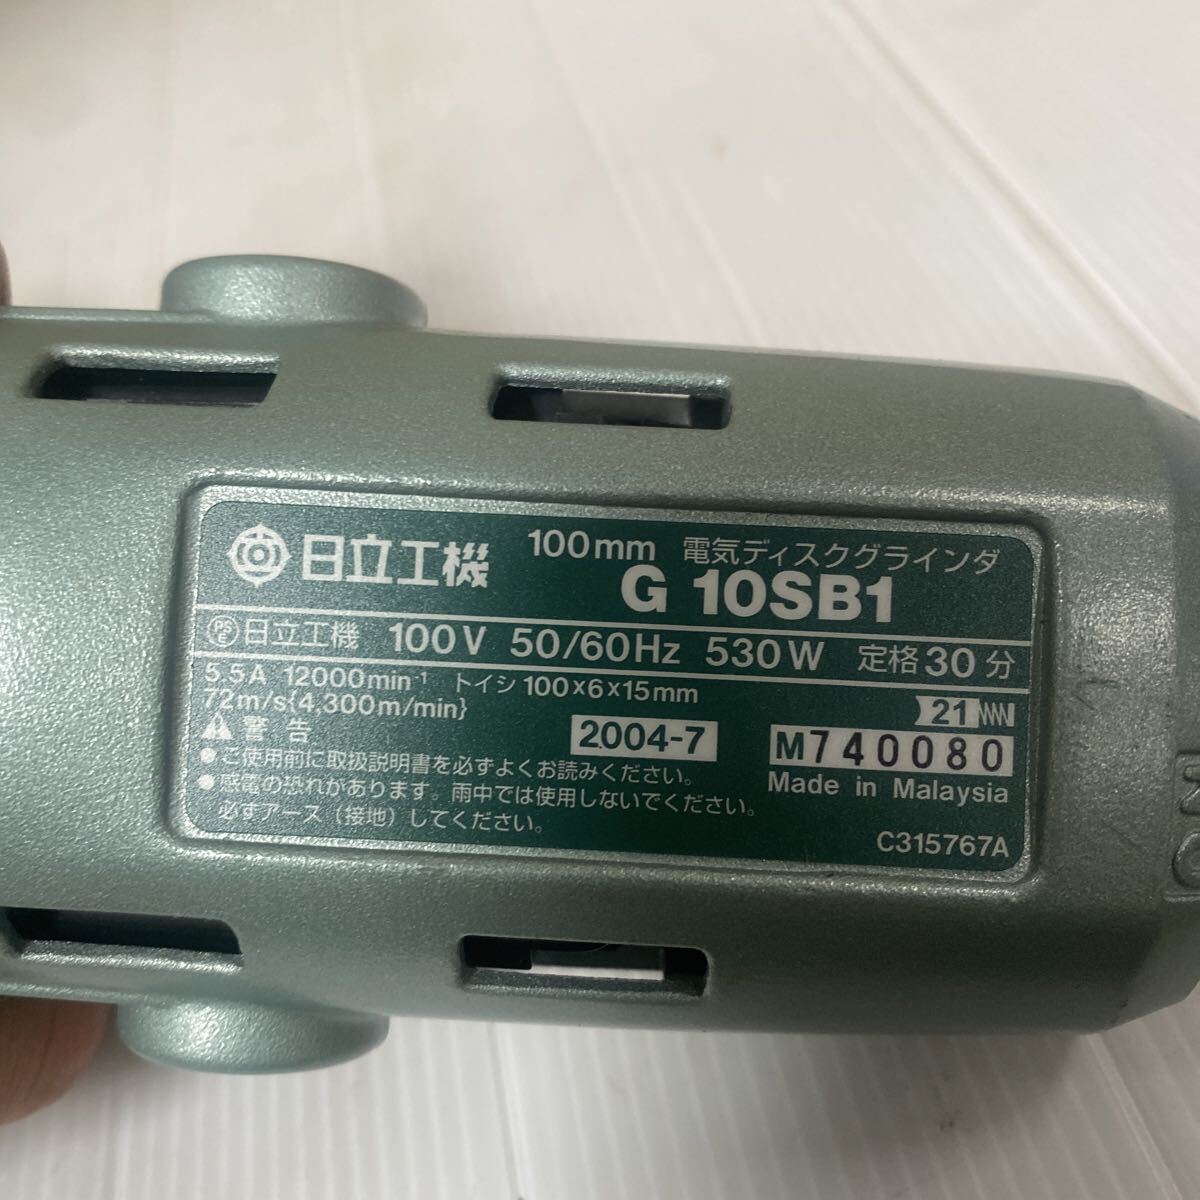 日立工機 100mm 電気ディスクグラインダ
G 10SB1
PS E 日立工機 100V 50/60Hz 530W 定格30分
5.5A 12000min-1 トイシ 100×6×15mm
72m/s{4,300m/min}
21
警告
2004-7
M740080
●ご使用前に取扱説明書を必ずよくお読みください。
Made in Malaysia
●感電の恐れがあります。雨中では使用しないでください。
必ずアース(接地)してください。
C315767A